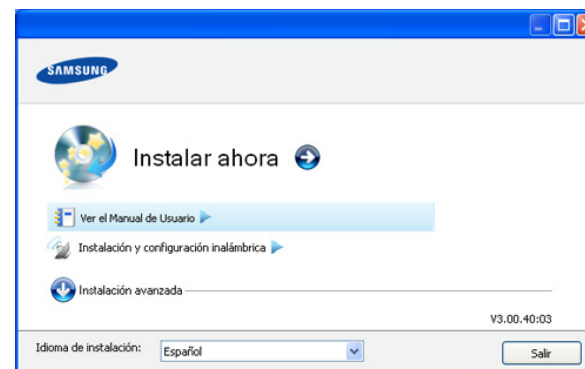 SAMSUNG
Instalar ahora
Ver el Manual de Usuario
Instalación y configuración inalámbrica
Instalación avanzada
V3.00.40:03
Idioma de instalación: Español
Salir